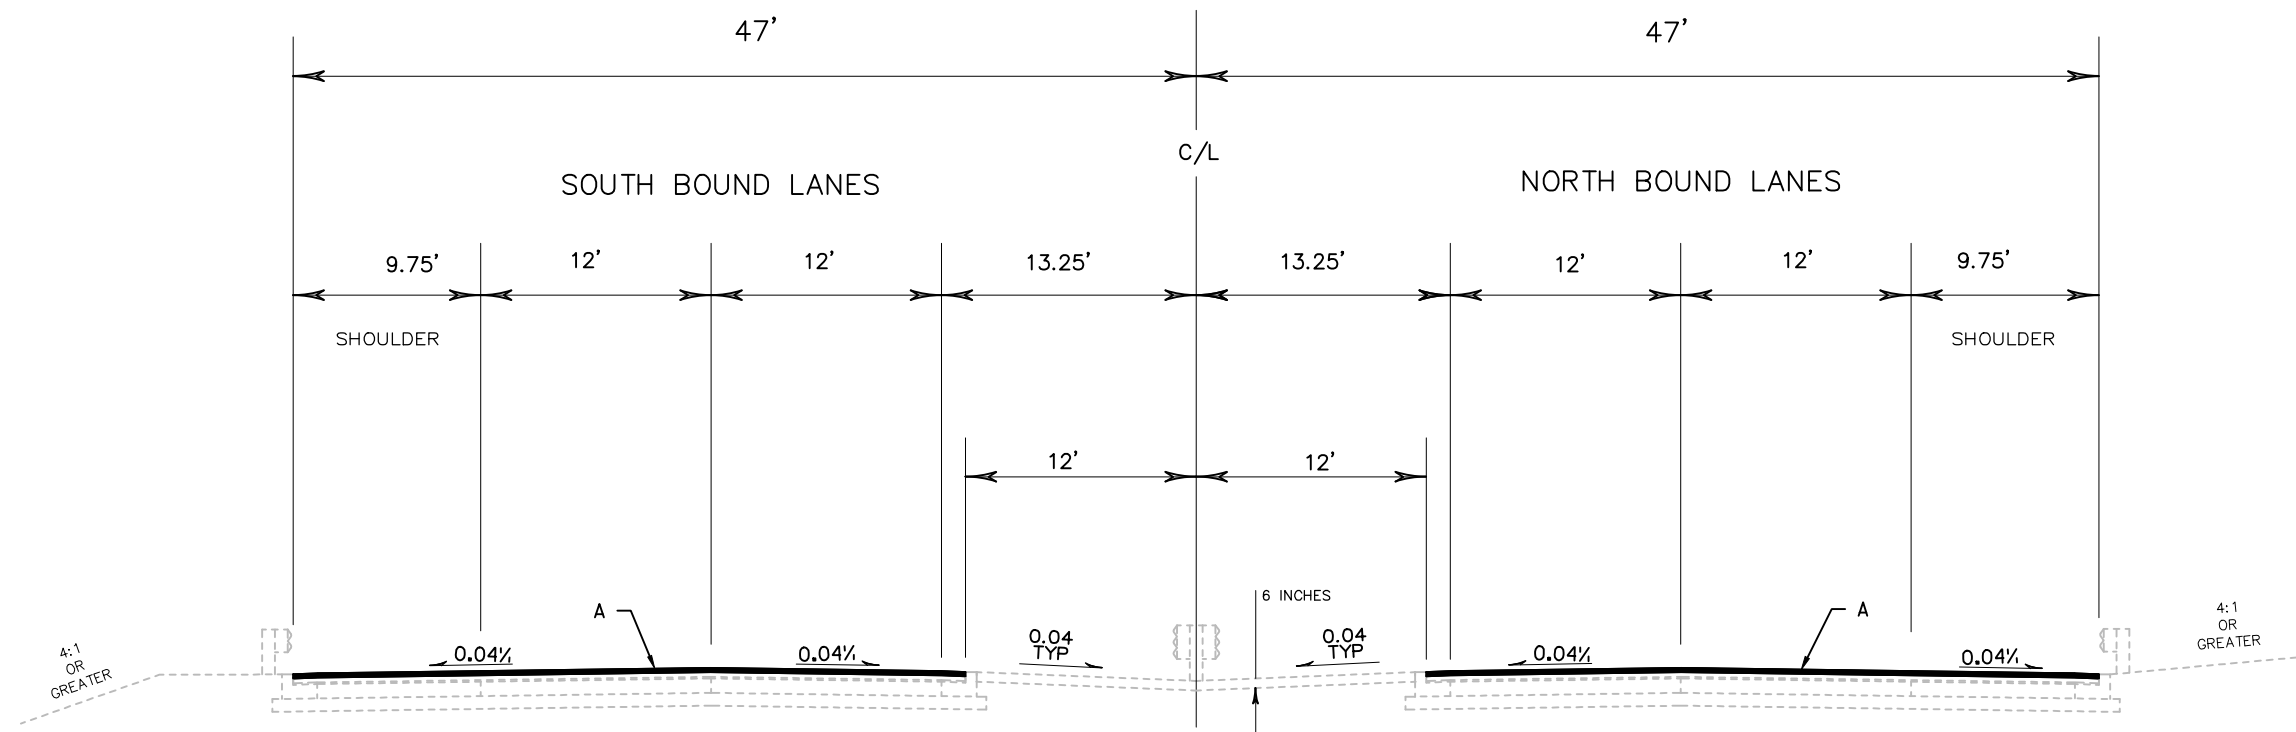 47'
47'
C/L
SOUTH BOUND LANES
NORTH BOUND LANES
9.75'
12'
12'
13.25'
13.25'
12'
12'
9.75'
SHOULDER
SHOULDER
12'
12'
6 INCHES
A
A
4:1
OR
GREATER
0.04%
0.04%
0.04
TYP
0.04
TYP
0.04%
0.04%
4:1
OR
GREATER